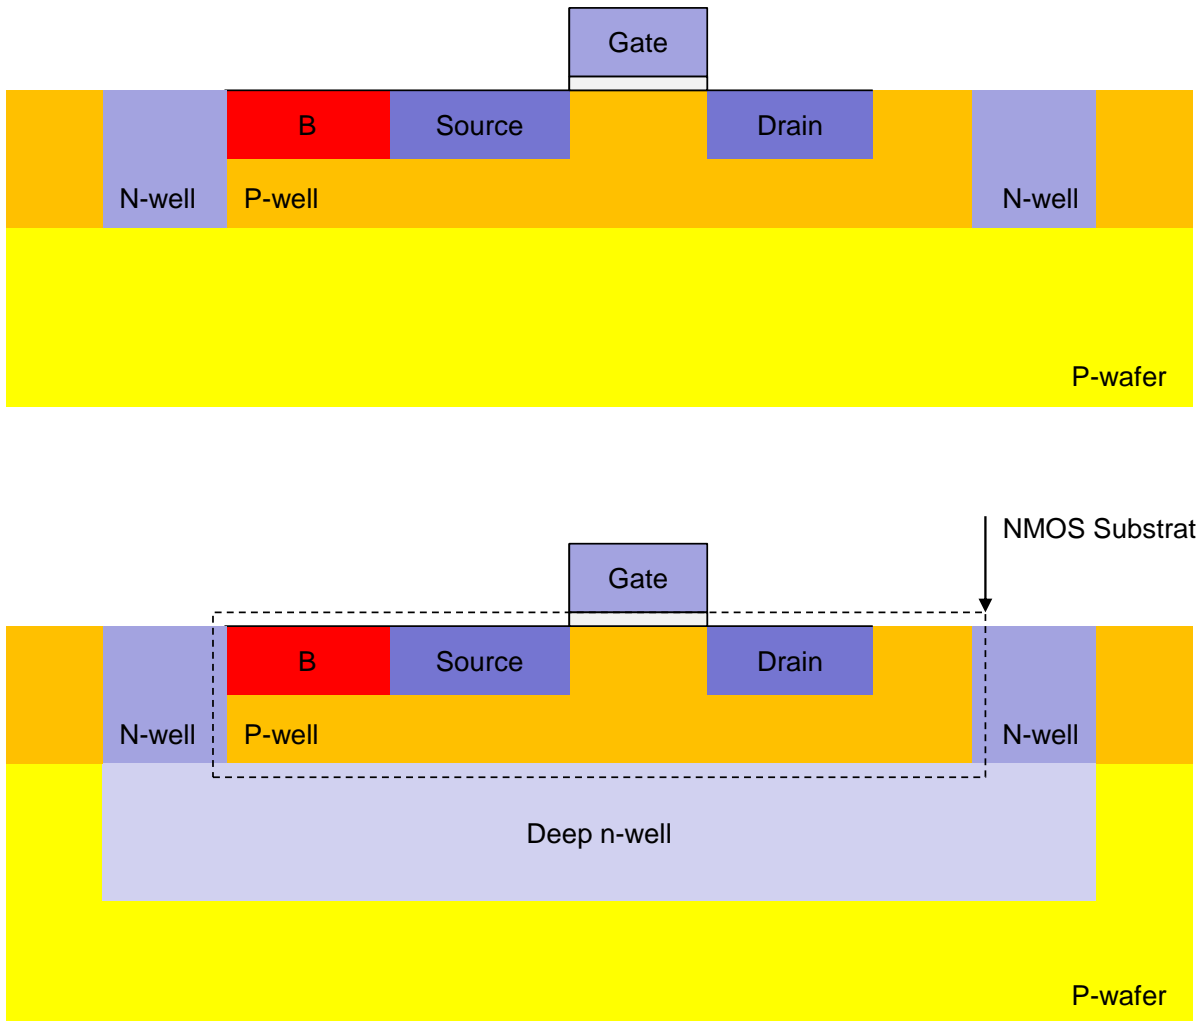 Gate
B
Source
Drain
N-well
P-well
N-well
P-wafer
NMOS Substrat
Gate
B
Source
Drain
N-well
P-well
N-well
Deep n-well
P-wafer